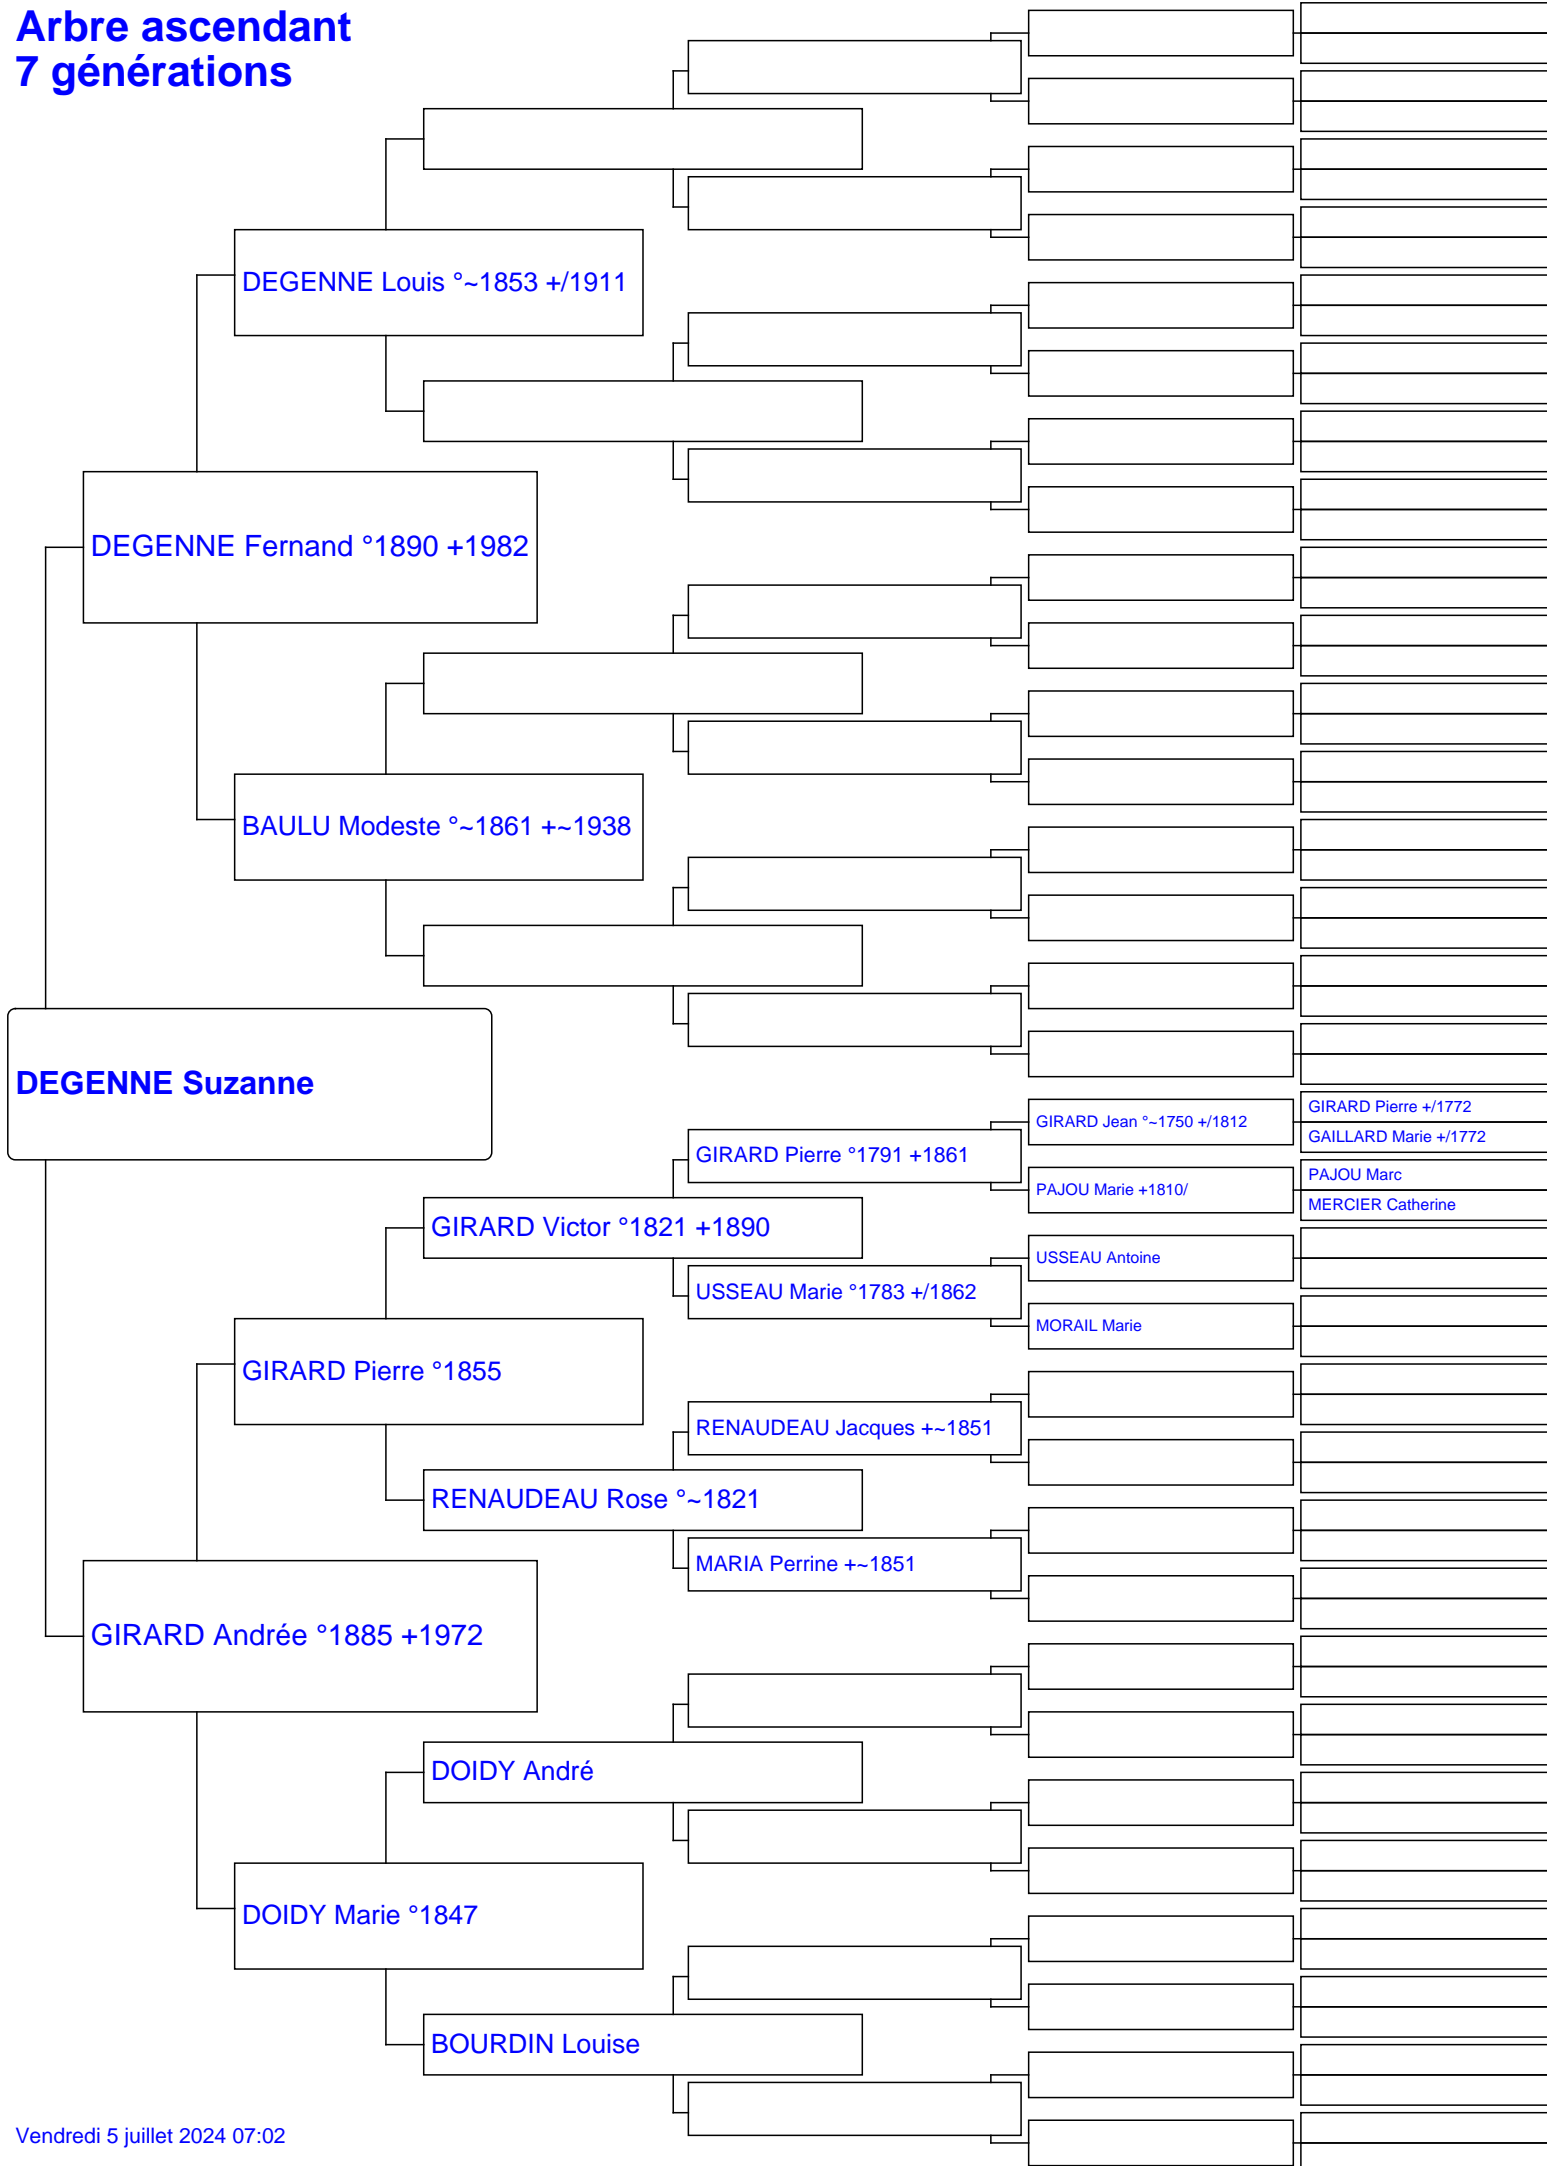 Arbre ascendant
7 générations
DEGENNE Louis °~1853 +/1911
DEGENNE Fernand °1890 +1982
BAULU Modeste °~1861 +~1938
DEGENNE Suzanne
GIRARD Pierre +/1772
GIRARD Jean °~1750 +/1812
GAILLARD Marie +/1772
GIRARD Pierre °1791 +1861
PAJOU Marc
PAJOU Marie +1810/
MERCIER Catherine
GIRARD Victor °1821 +1890
USSEAU Antoine
USSEAU Marie °1783 +/1862
MORAIL Marie
GIRARD Pierre °1855
RENAUDEAU Jacques +~1851
RENAUDEAU Rose °~1821
MARIA Perrine +~1851
GIRARD Andrée °1885 +1972
DOIDY André
DOIDY Marie °1847
BOURDIN Louise
Vendredi 5 juillet 2024 07:02